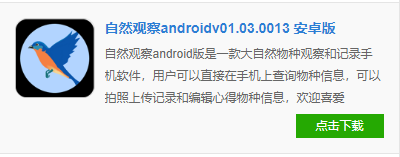 自然观察androidv01.03.0013 安卓版
自然观察android版是一款大自然物种观察和记录手
机软件，用户可以直接在手机上查询物种信息，可以
拍照上传记录和编辑心得物种信息，欢迎喜爱
点击下载